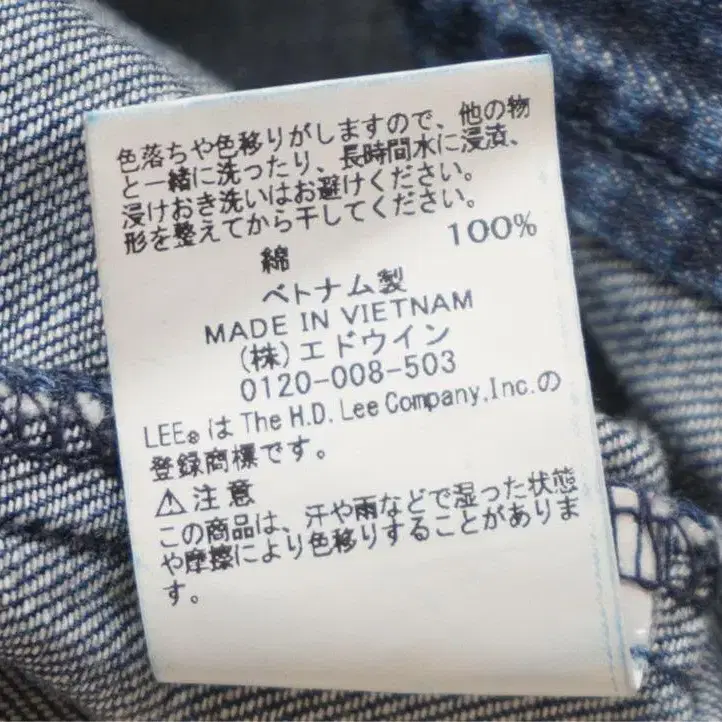 色落ちや色移りがしますので、他の物
と一緒に洗ったり、長時間水に浸漬、
浸けおき洗いはお避けください。
形を整えてから干してください。
綿 100%
ベトナム製
MADE IN VIETNAM
(株)エドウイン
0120-008-503
LEE®は The H.D. Lee Company,Inc.の
登録商標です。
⚠注意
この商品は、汗や雨などで湿った状態
や摩擦により色移りすることがありま
す。